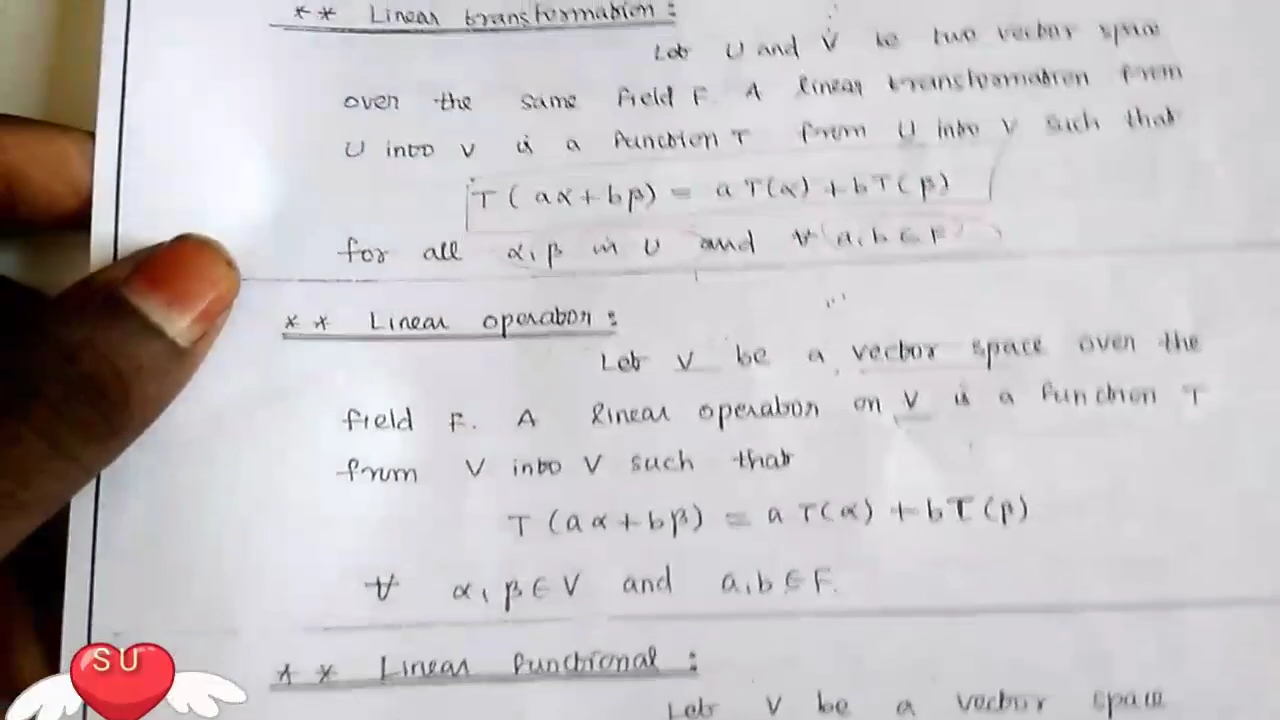 ** Linear transformation :
Let U and V be two vector space
over the same field F. A linear transformation from
U into V is a function T from U into V such that
T (aα + bβ) = a T(α) + bT(β)
for all α, β in U and ∀ a, b ∈ F
** Linear operator :
Let V be a vector space over the
field F. A linear operator on V is a function T
from V into V such that
T (aα + bβ) = a T(α) + bT(β)
∀ α, β ∈ V and a, b ∈ F.
** Linear functional :
Let V be a vector space
S U